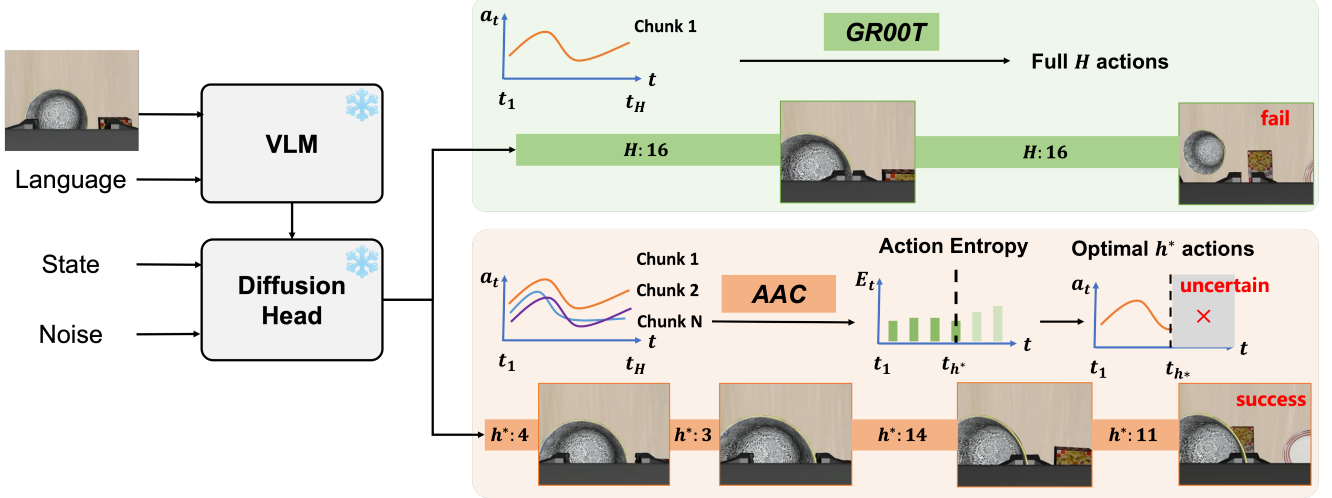 VLM
Language
State
Noise
Diffusion
Head
a_t
Chunk 1
t
t_1
t_H
GR00T
Full H actions
H: 16
H: 16
fail
a_t
Chunk 1
Chunk 2
Chunk N
t
t_1
t_H
AAC
Action Entropy
E_t
t
t_1
t_{h*}
Optimal h* actions
a_t
uncertain
t
t_1
t_{h*}
h*: 4
h*: 3
h*: 14
h*: 11
success